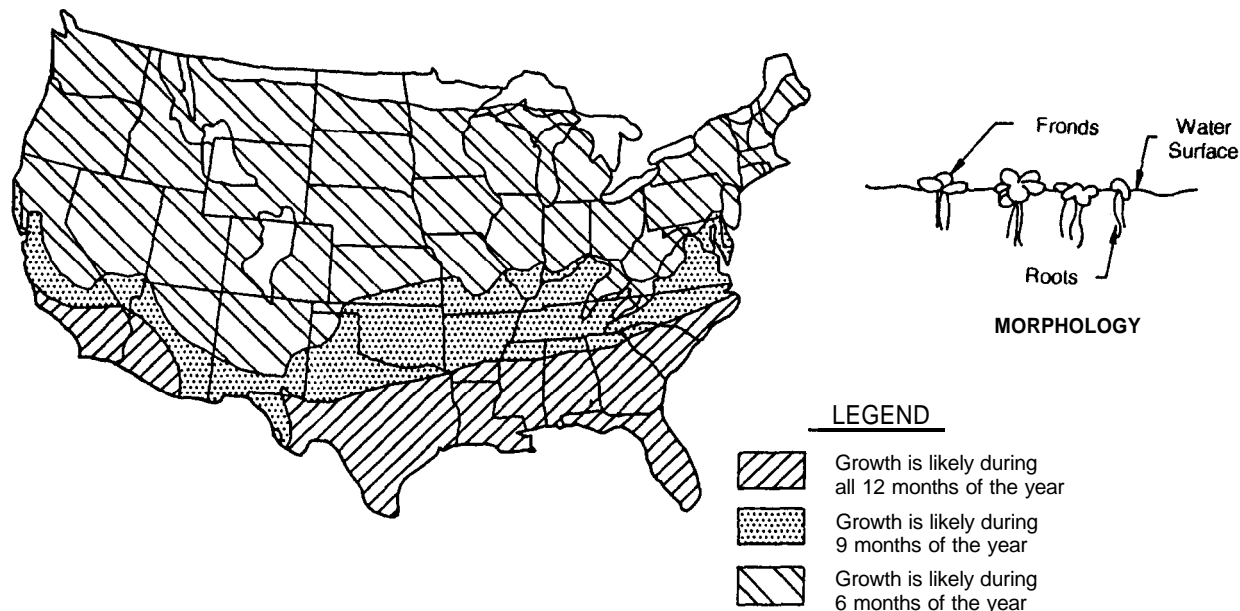 Fronds
Water
Surface
Roots
MORPHOLOGY
LEGEND
Growth is likely during
all 12 months of the year
Growth is likely during
9 months of the year
Growth is likely during
6 months of the year